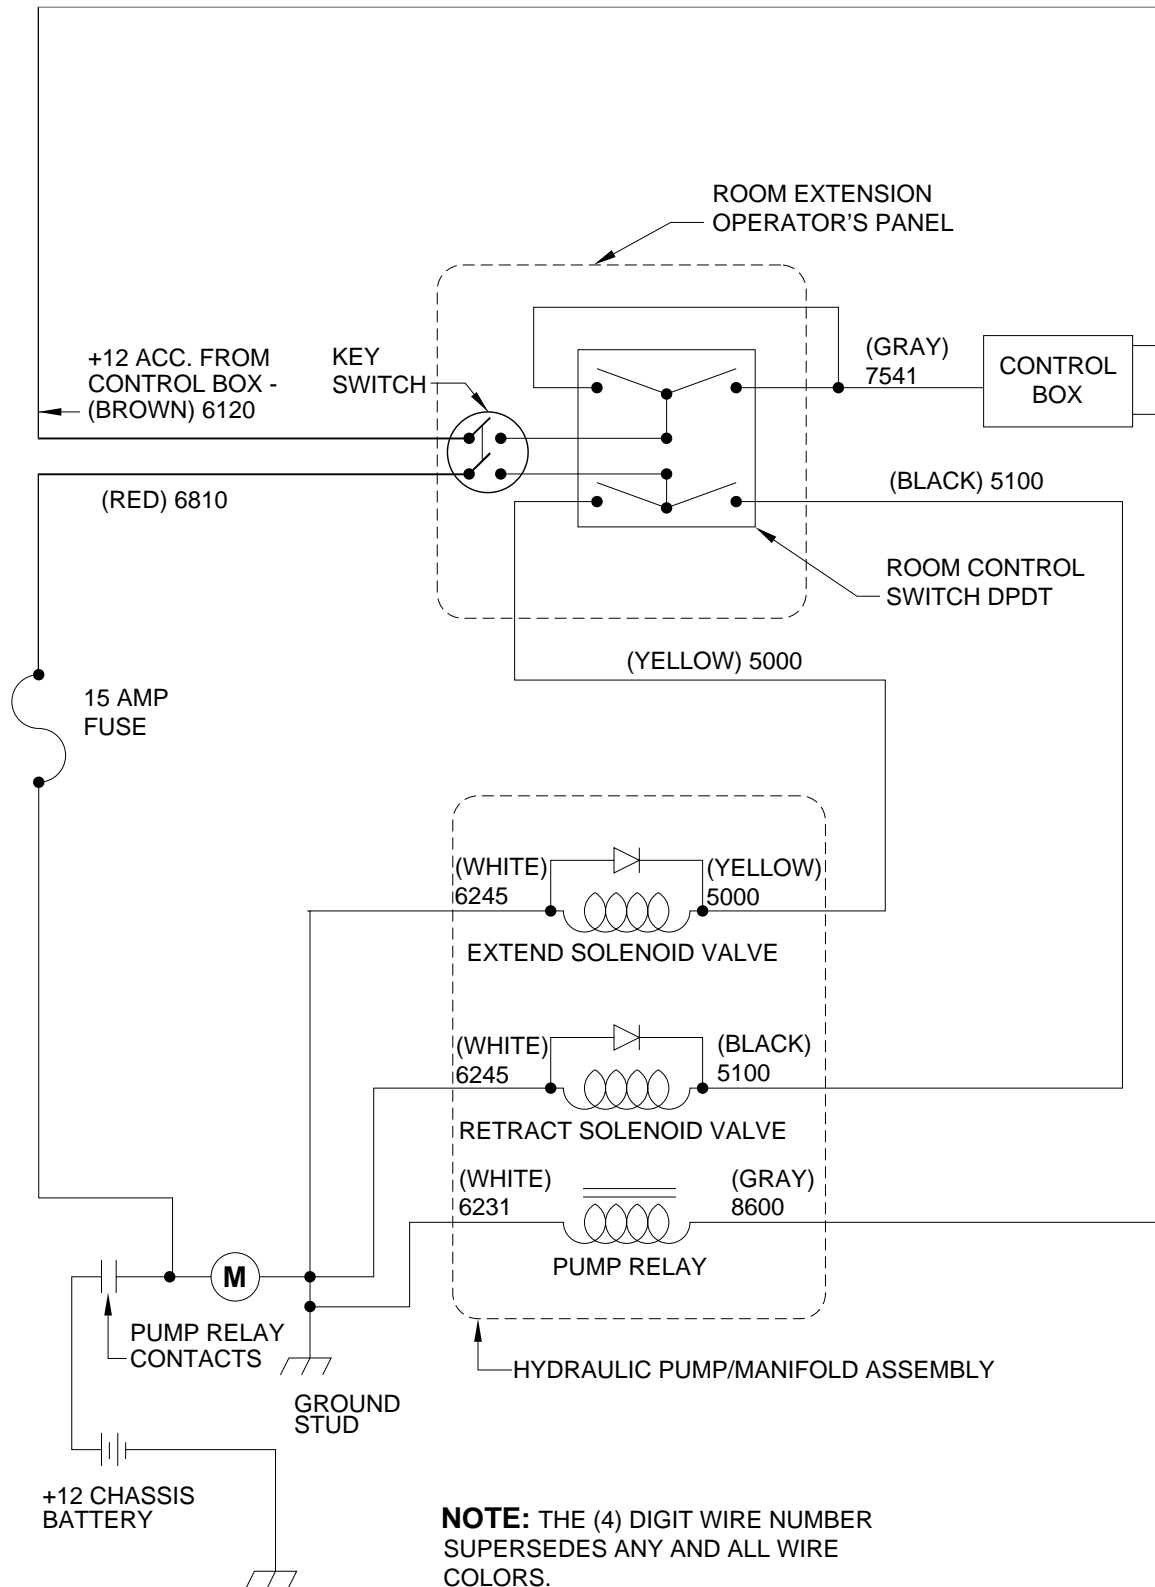 ROOM EXTENSION
OPERATOR'S PANEL
+12 ACC. FROM
CONTROL BOX -
(BROWN) 6120
KEY
SWITCH
(GRAY)
7541
CONTROL
BOX
(RED) 6810
(BLACK) 5100
ROOM CONTROL
SWITCH DPDT
(YELLOW) 5000
15 AMP
FUSE
(WHITE)
6245
(YELLOW)
5000
EXTEND SOLENOID VALVE
(WHITE)
6245
(BLACK)
5100
RETRACT SOLENOID VALVE
(WHITE)
6231
(GRAY)
8600
PUMP RELAY
M
PUMP RELAY
CONTACTS
HYDRAULIC PUMP/MANIFOLD ASSEMBLY
GROUND
STUD
+12 CHASSIS
BATTERY
NOTE: THE (4) DIGIT WIRE NUMBER
SUPERSEDES ANY AND ALL WIRE
COLORS.